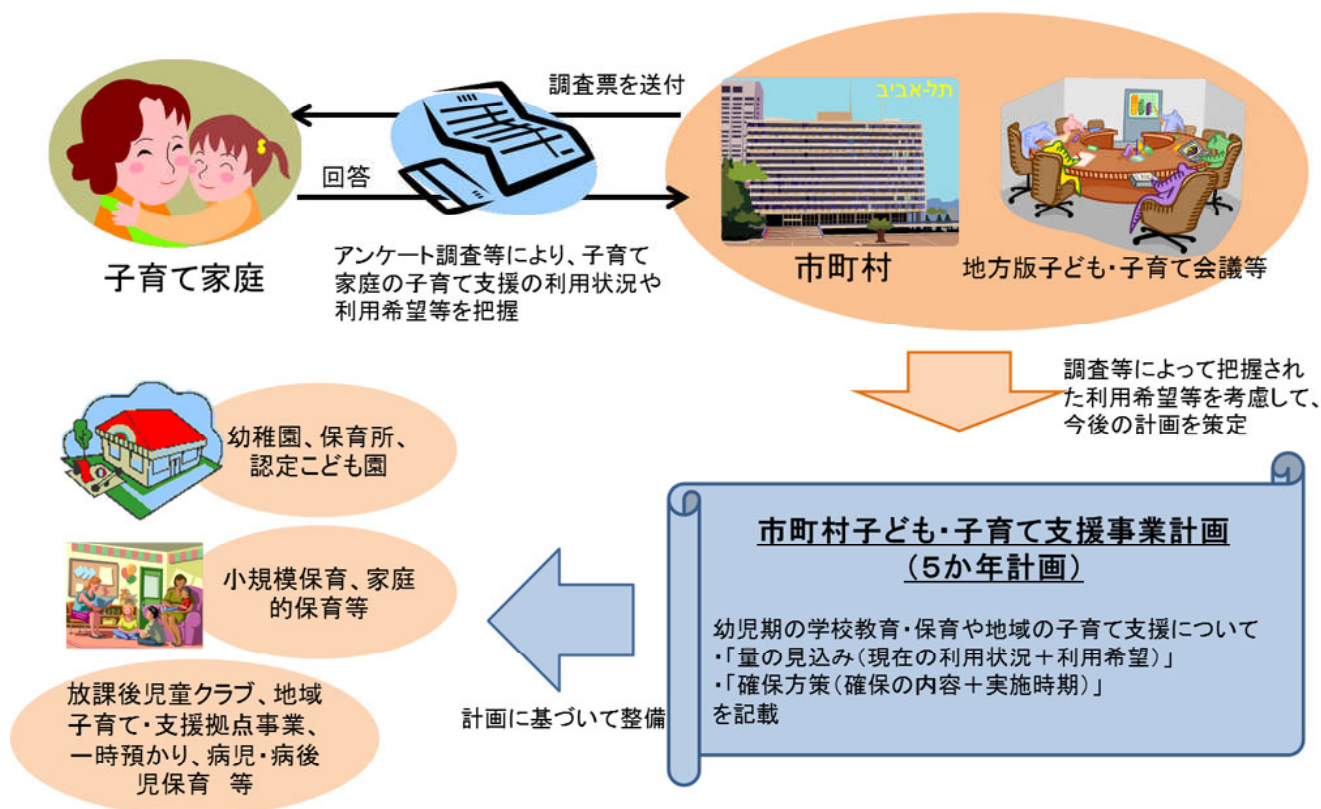 調査票を送付
回答
アンケート調査等により、子育て
家庭の子育て支援の利用状況や
利用希望等を把握
子育て家庭
תל-אביב
市町村
地方版子ども・子育て会議等
調査等によって把握され
た利用希望等を考慮して、
今後の計画を策定
市町村子ども・子育て支援事業計画
（５か年計画）
幼児期の学校教育・保育や地域の子育て支援について
・「量の見込み（現在の利用状況＋利用希望）」
・「確保方策（確保の内容＋実施時期）」
を記載
計画に基づいて整備
幼稚園、保育所、
認定こども園
小規模保育、家庭
的保育等
放課後児童クラブ、地域
子育て・支援拠点事業、
一時預かり、病児・病後
児保育　等